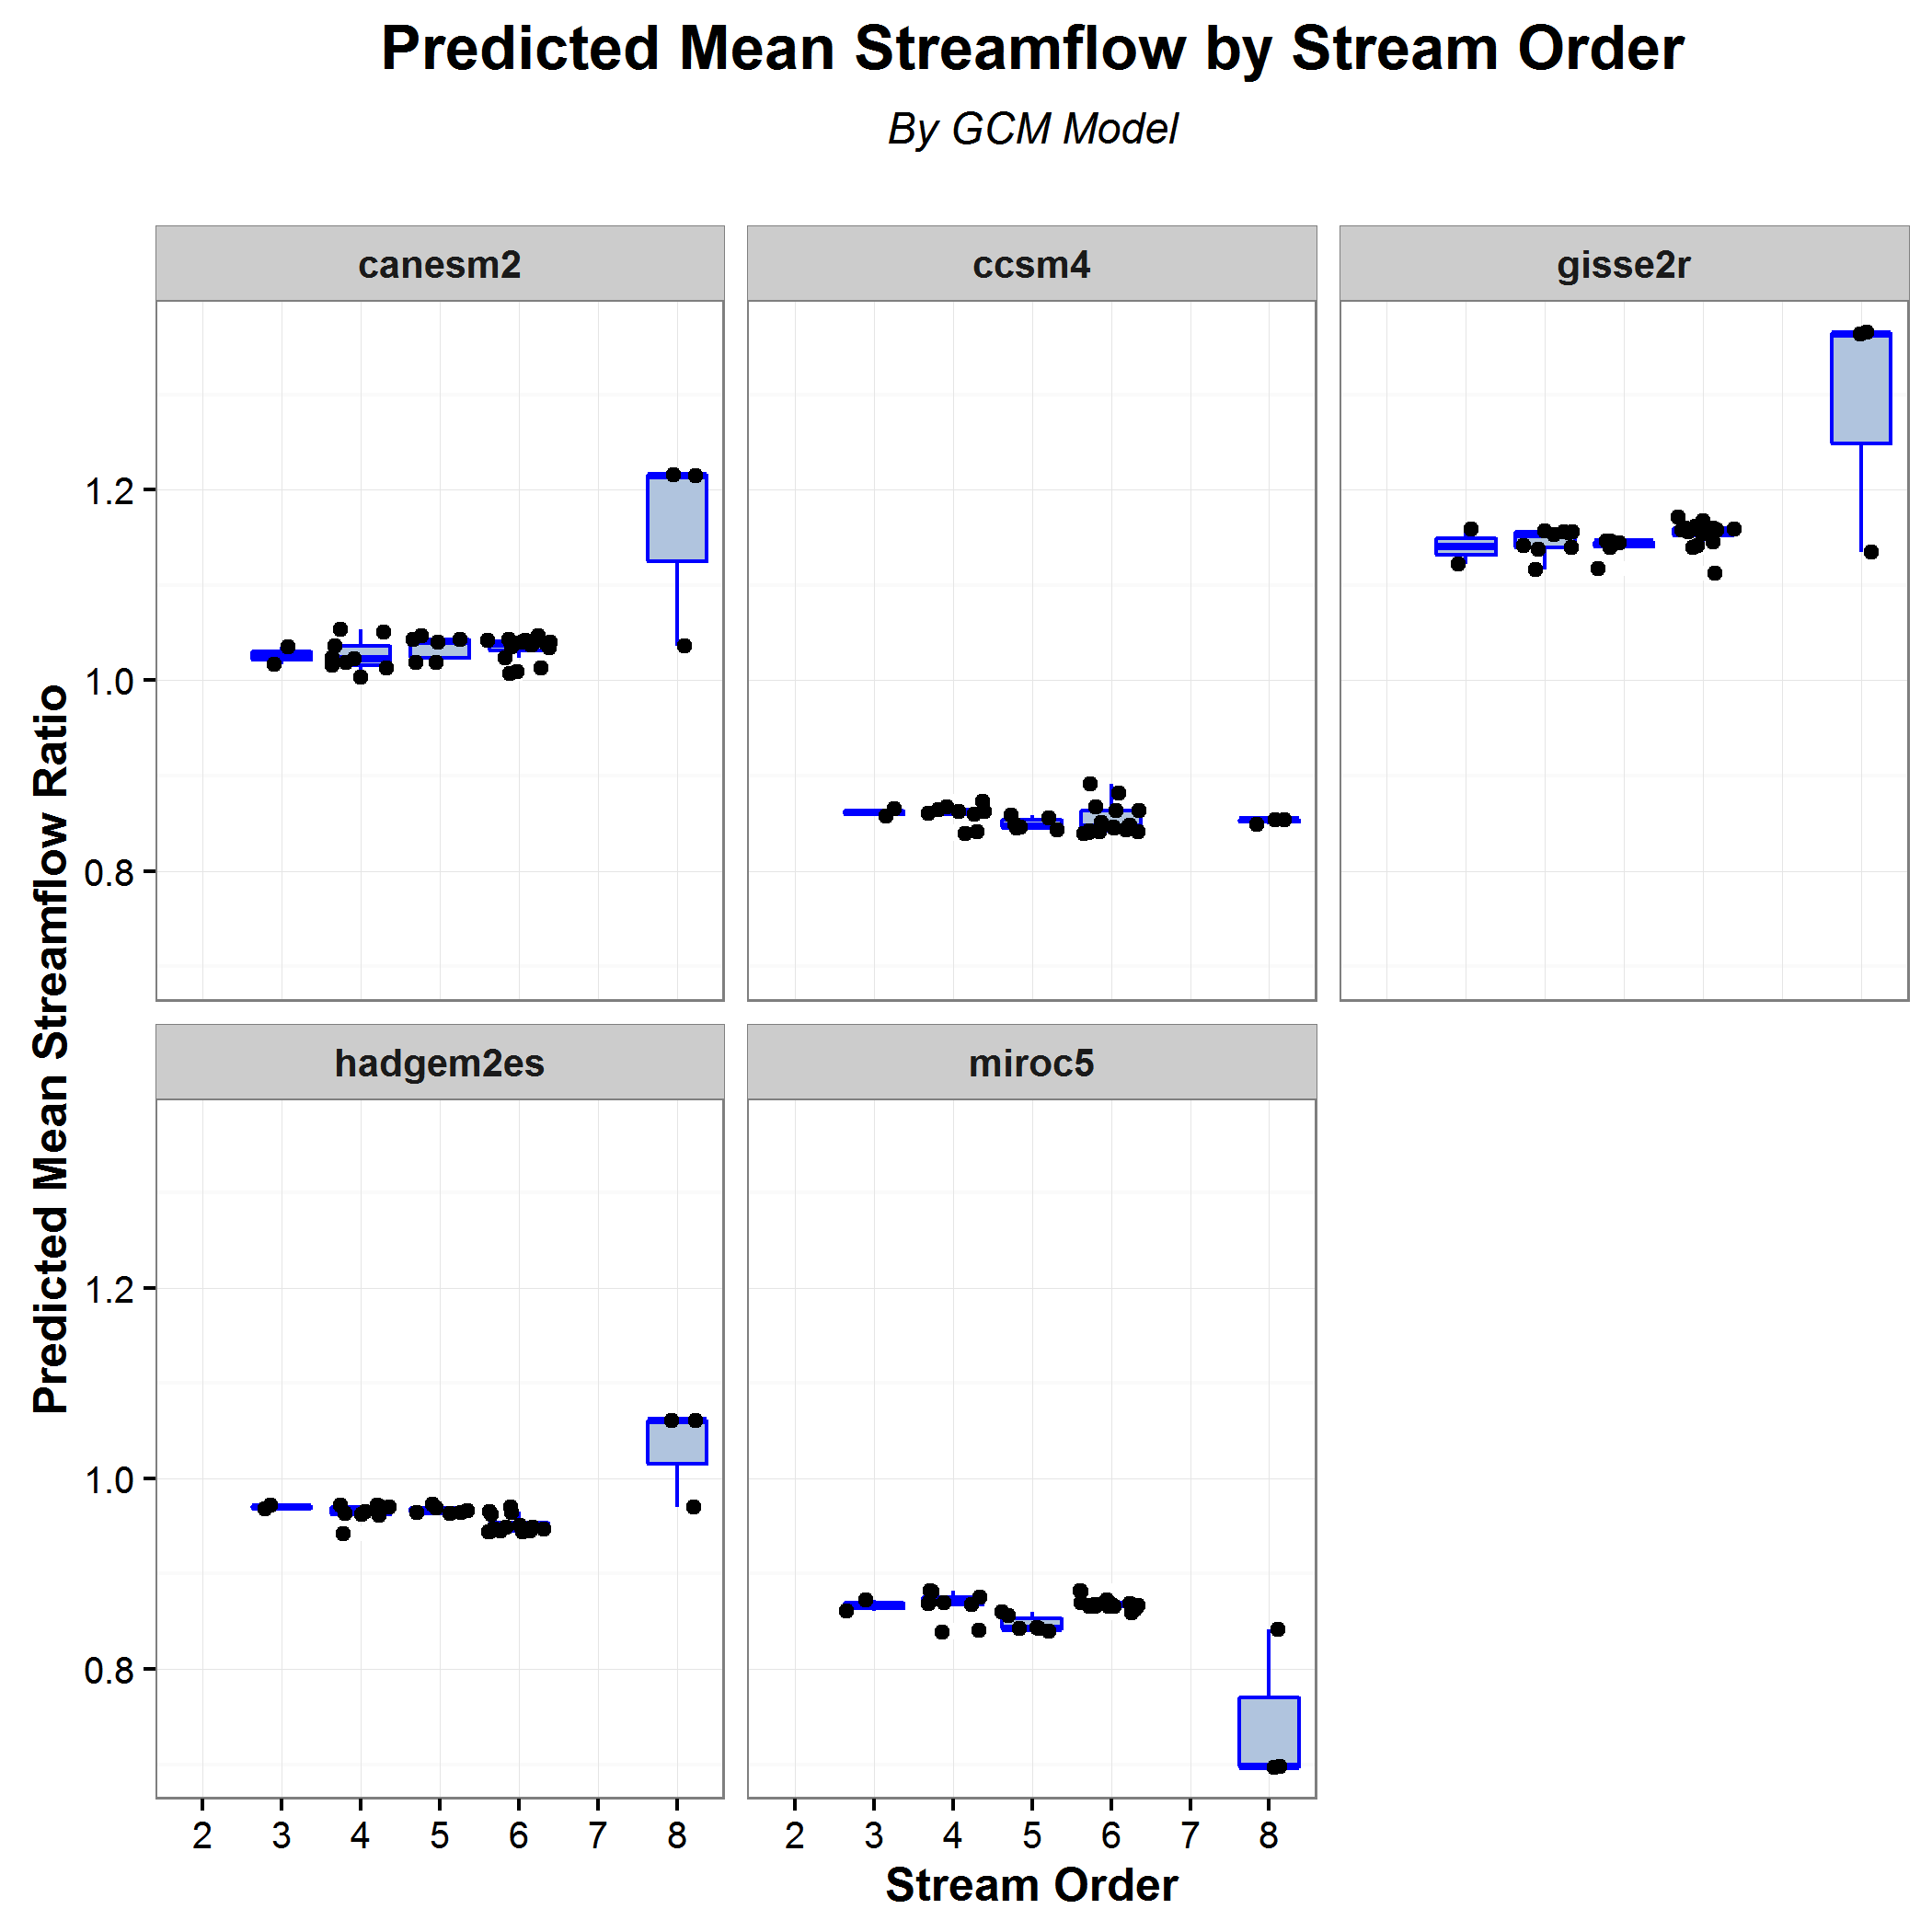 Predicted Mean Streamflow by Stream Order
By GCM Model
canesm2
ccsm4
gisse2r
1.2
1.0
0.8
Predicted Mean Streamflow Ratio
hadgem2es
miroc5
1.2
1.0
0.8
2 3 4 5 6 7 8
2 3 4 5 6 7 8
Stream Order